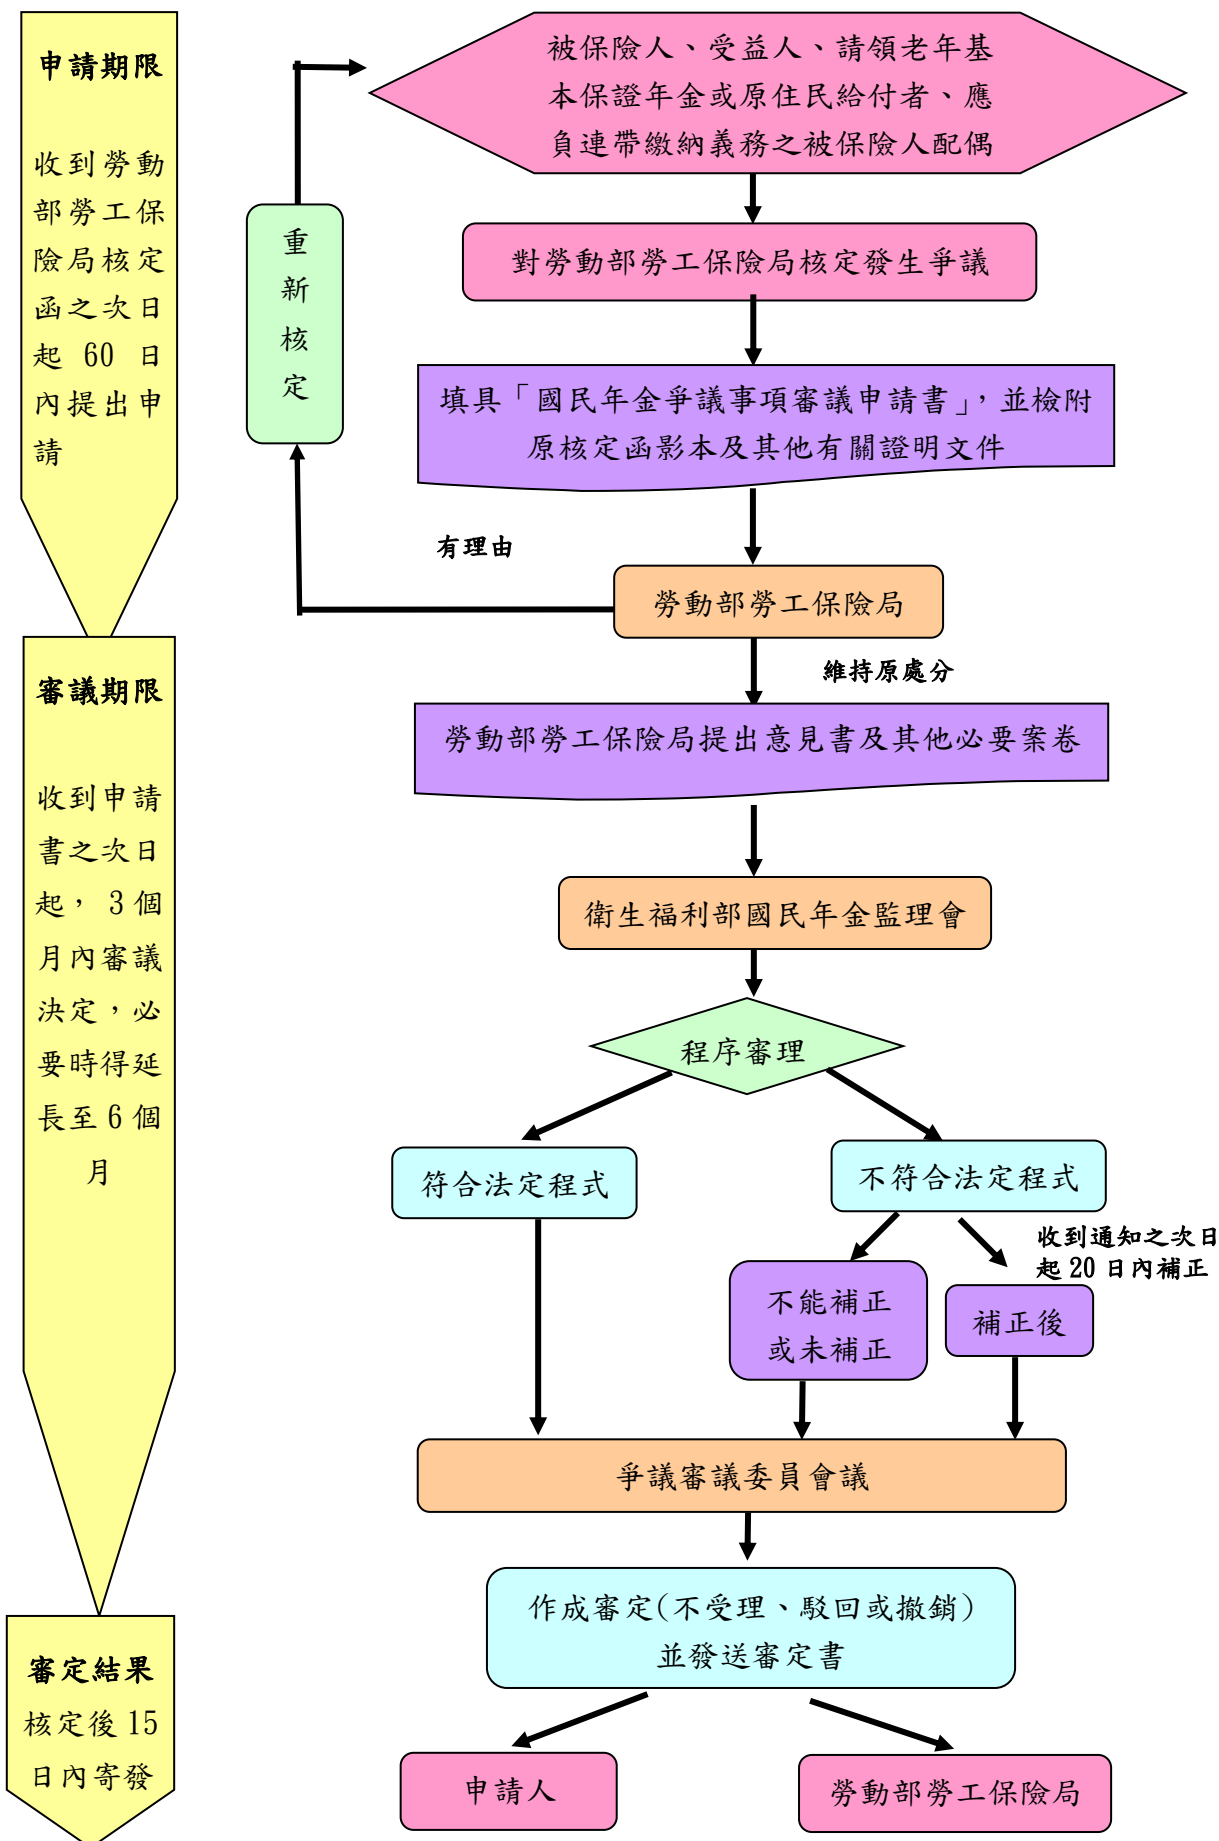 申請期限
收到勞動
部勞工保
險局核定
函之次日
起 60 日
內提出申
請
審議期限
收到申請
書之次日
起， 3個
月內審議
決定，必
要時得延
長至6個
月
審定結果
核定後15
日內寄發
被保險人、受益人、請領老年基
本保證年金或原住民給付者、應
負連帶繳納義務之被保險人配偶
對勞動部勞工保險局核定發生爭議
重
新
核
定
填具「國民年金爭議事項審議申請書」，並檢附
原核定函影本及其他有關證明文件
有理由
勞動部勞工保險局
維持原處分
勞動部勞工保險局提出意見書及其他必要案卷
衛生福利部國民年金監理會
程序審理
符合法定程式
不符合法定程式
收到通知之次日
起20日內補正
不能補正
或未補正
補正後
爭議審議委員會議
作成審定(不受理、駁回或撤銷)
並發送審定書
申請人
勞動部勞工保險局